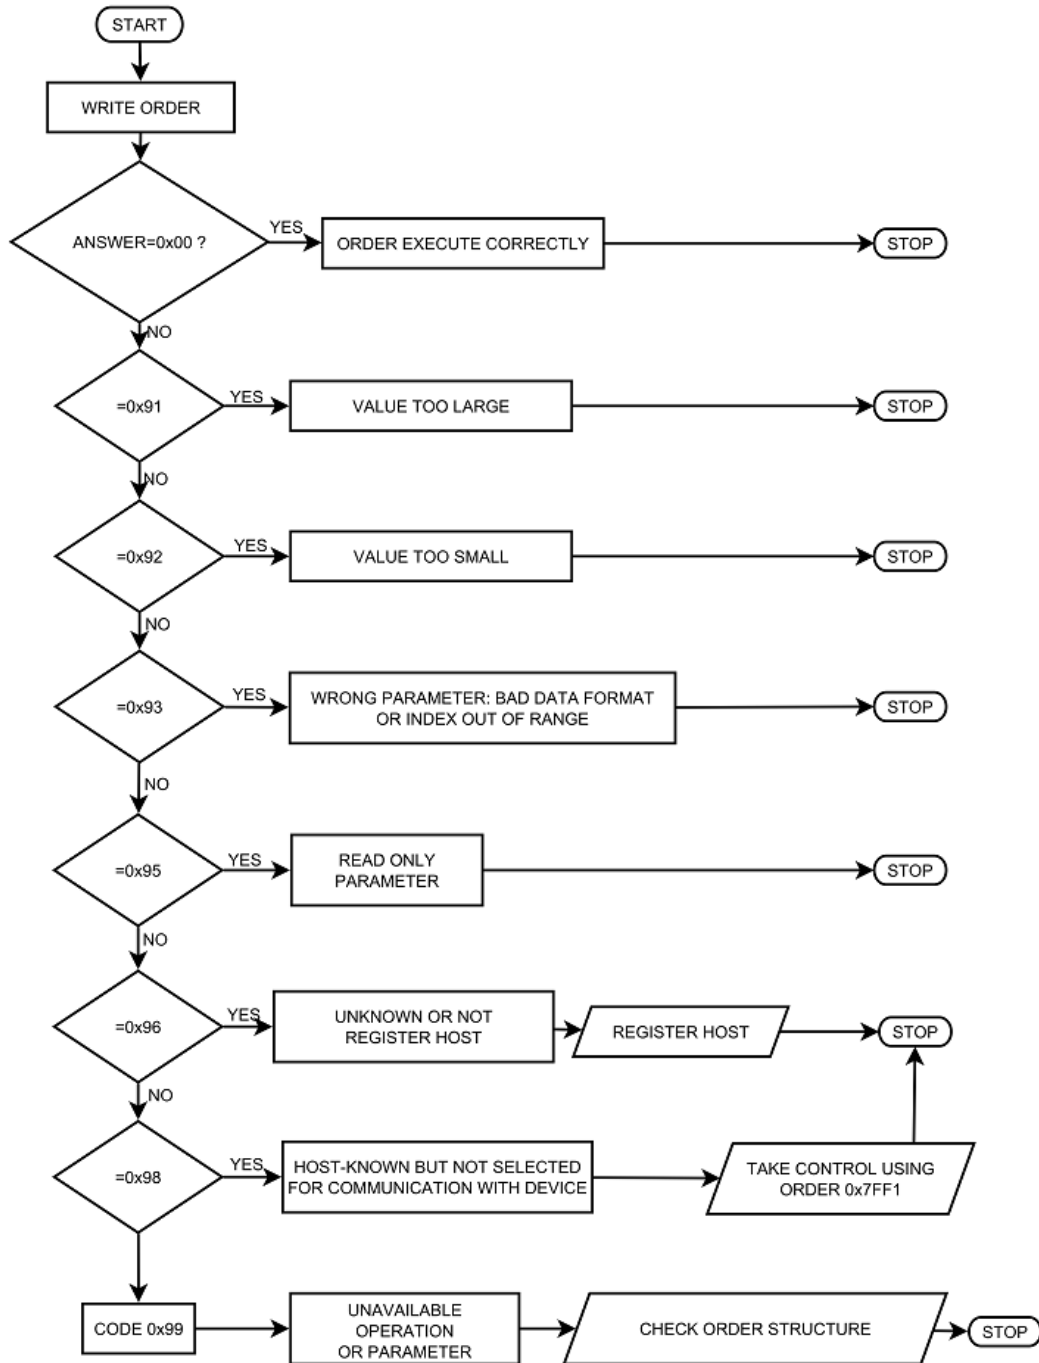 START
WRITE ORDER
ANSWER=0x00 ?
YES
ORDER EXECUTE CORRECTLY
STOP
NO
=0x91
YES
VALUE TOO LARGE
STOP
NO
=0x92
YES
VALUE TOO SMALL
STOP
NO
=0x93
YES
WRONG PARAMETER: BAD DATA FORMAT
OR INDEX OUT OF RANGE
STOP
NO
=0x95
YES
READ ONLY
PARAMETER
STOP
NO
=0x96
YES
UNKNOWN OR NOT
REGISTER HOST
REGISTER HOST
STOP
NO
=0x98
YES
HOST-KNOWN BUT NOT SELECTED
FOR COMMUNICATION WITH DEVICE
TAKE CONTROL USING
ORDER 0x7FF1
CODE 0x99
UNAVAILABLE
OPERATION
OR PARAMETER
CHECK ORDER STRUCTURE
STOP